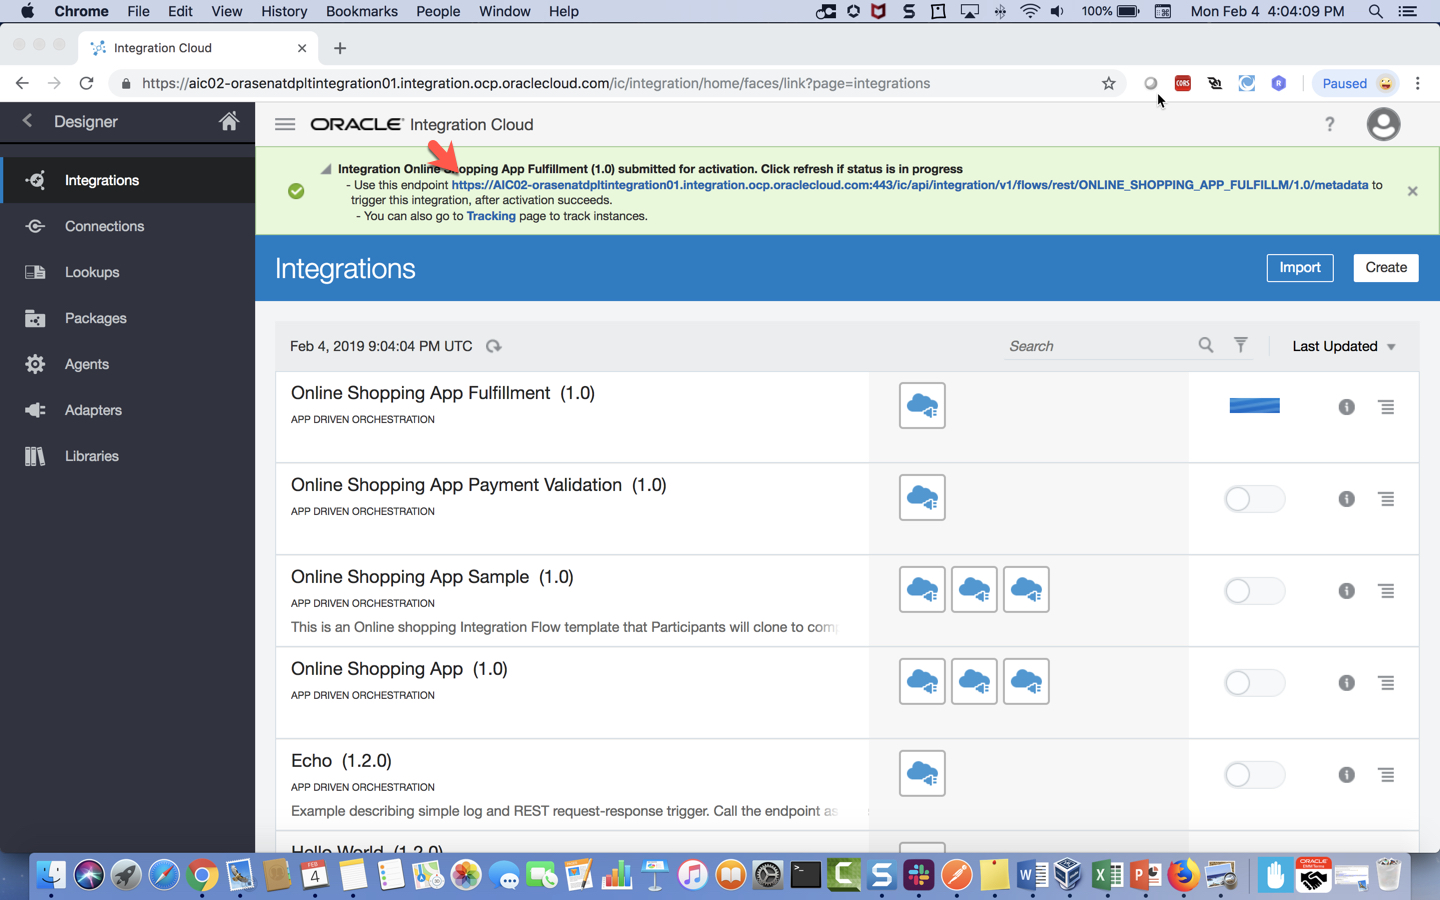 Chrome File Edit View History Bookmarks People Window Help 100% Mon Feb 4 4:04:09 PM
Integration Cloud
https://aic02-orasenatdpltintegration01.integration.ocp.oraclecloud.com/ic/integration/home/faces/link?page=integrations CORS R Paused
Designer
ORACLE® Integration Cloud ?
Integration Online Shopping App Fulfillment (1.0) submitted for activation. Click refresh if status is in progress
- Use this endpoint https://AIC02-orasenatdpltintegration01.integration.ocp.oraclecloud.com:443/ic/api/integration/v1/flows/rest/ONLINE_SHOPPING_APP_FULFILLM/1.0/metadata to
trigger this integration, after activation succeeds.
- You can also go to Tracking page to track instances.
Integrations
Connections
Lookups
Packages
Agents
Adapters
Libraries
Integrations
Import Create
Feb 4, 2019 9:04:04 PM UTC Search Last Updated
Online Shopping App Fulfillment (1.0)
APP DRIVEN ORCHESTRATION
Online Shopping App Payment Validation (1.0)
APP DRIVEN ORCHESTRATION
Online Shopping App Sample (1.0)
APP DRIVEN ORCHESTRATION
This is an Online shopping Integration Flow template that Participants will clone to com
Online Shopping App (1.0)
APP DRIVEN ORCHESTRATION
Echo (1.2.0)
APP DRIVEN ORCHESTRATION
Example describing simple log and REST request-response trigger. Call the endpoint as
Hello World (1.2.0)
FEB
4
ORACLE